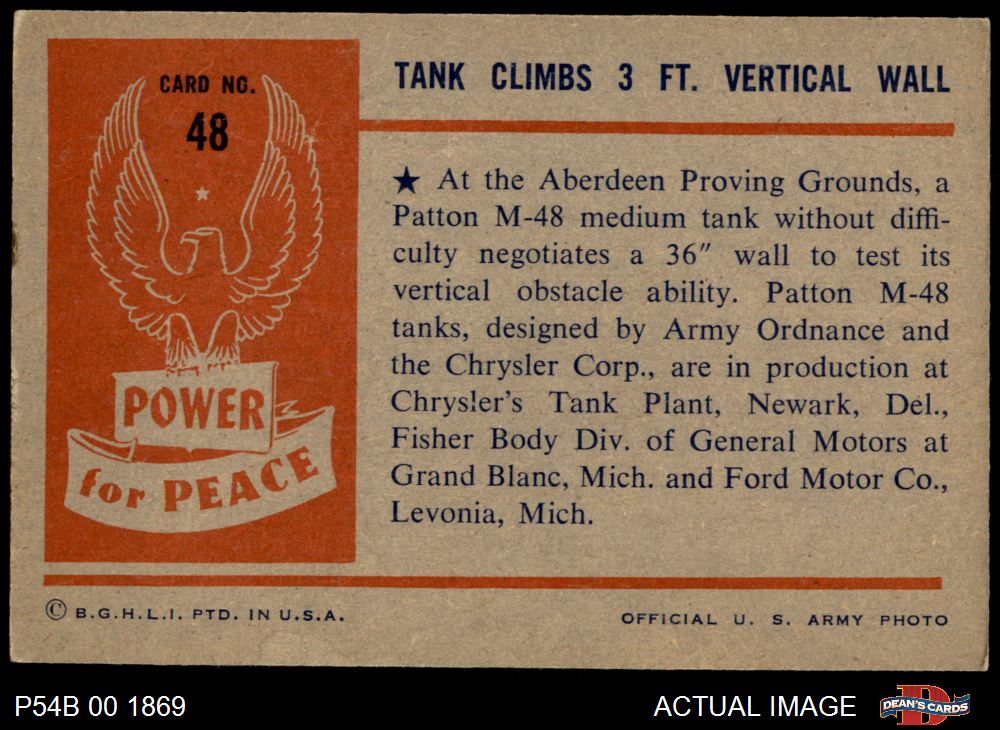 CARD NO.
48
POWER
for PEACE
TANK CLIMBS 3 FT. VERTICAL WALL
★ At the Aberdeen Proving Grounds, a
Patton M-48 medium tank without diffi-
culty negotiates a 36″ wall to test its
vertical obstacle ability. Patton M-48
tanks, designed by Army Ordnance and
the Chrysler Corp., are in production at
Chrysler's Tank Plant, Newark, Del.,
Fisher Body Div. of General Motors at
Grand Blanc, Mich. and Ford Motor Co.,
Levonia, Mich.
© B.G.H.L.I. PTD. IN U.S.A.
OFFICIAL U. S. ARMY PHOTO
P54B 00 1869
ACTUAL IMAGE
D
DEAN'S CARDS